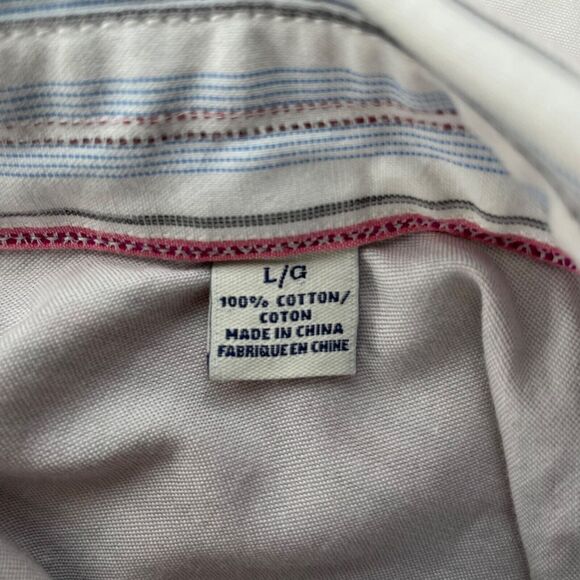 L/G
100% COTTON/
COTON
MADE IN CHINA
FABRIQUE EN CHINE